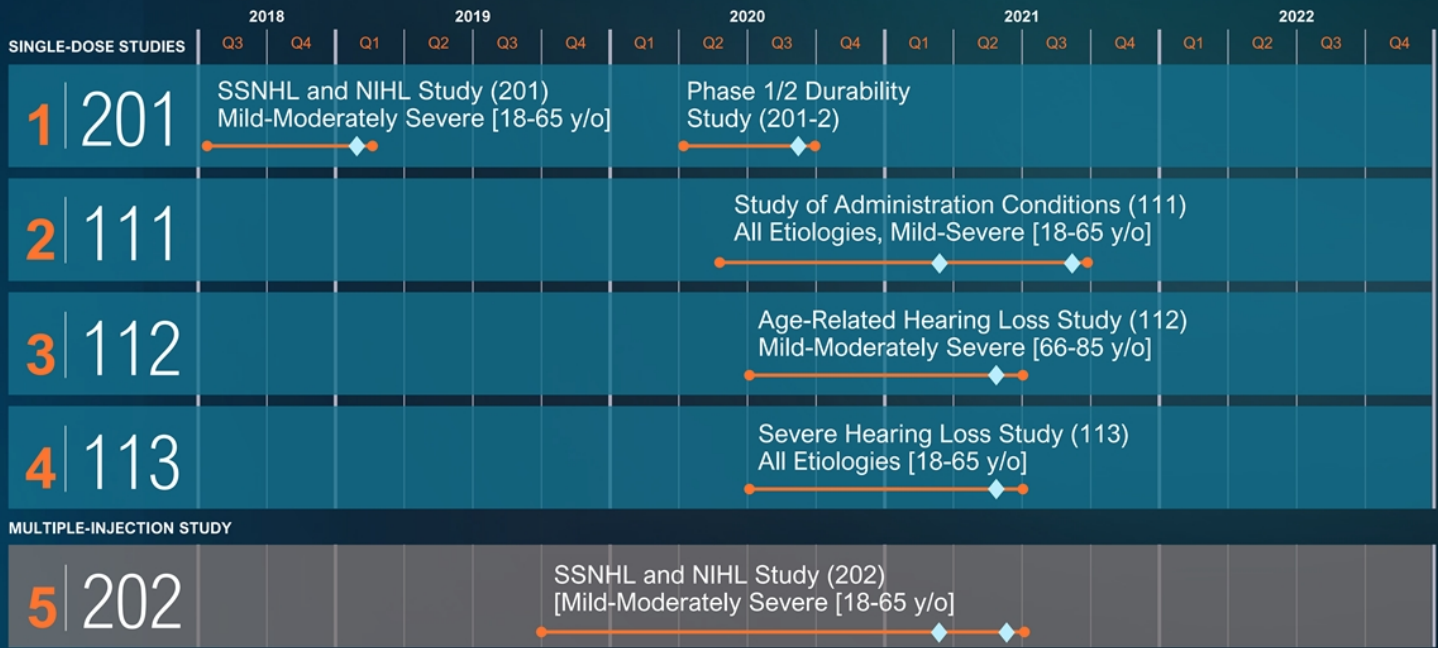 2018 2019 2020 2021 2022
SINGLE-DOSE STUDIES Q3 Q4 Q1 Q2 Q3 Q4 Q1 Q2 Q3 Q4 Q1 Q2 Q3 Q4 Q1 Q2 Q3 Q4
1 201
SSNHL and NIHL Study (201)
Mild-Moderately Severe [18-65 y/o]
Phase 1/2 Durability
Study (201-2)
2 111
Study of Administration Conditions (111)
All Etiologies, Mild-Severe [18-65 y/o]
3 112
Age-Related Hearing Loss Study (112)
Mild-Moderately Severe [66-85 y/o]
4 113
Severe Hearing Loss Study (113)
All Etiologies [18-65 y/o]
MULTIPLE-INJECTION STUDY
5 202
SSNHL and NIHL Study (202)
[Mild-Moderately Severe [18-65 y/o]